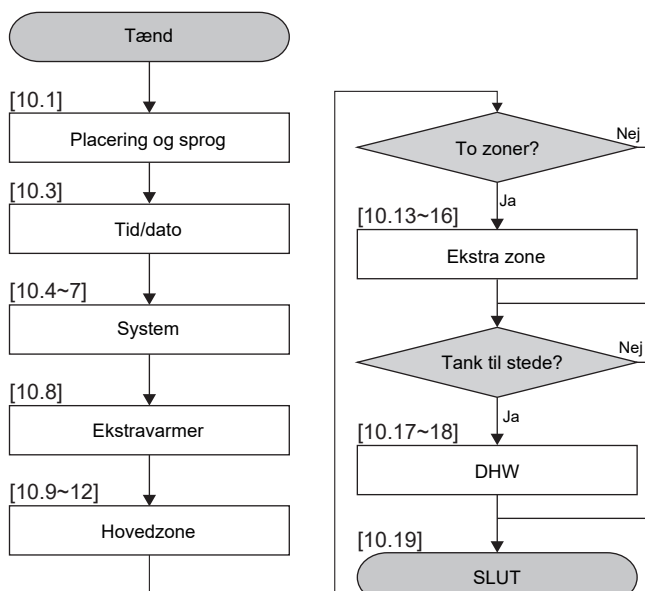 Tænd
[10.1]
Placering og sprog
[10.3]
Tid/dato
[10.4~7]
System
[10.8]
Ekstravarmer
[10.9~12]
Hovedzone
To zoner?
Nej
Ja
[10.13~16]
Ekstra zone
Tank til stede?
Nej
Ja
[10.17~18]
DHW
[10.19]
SLUT